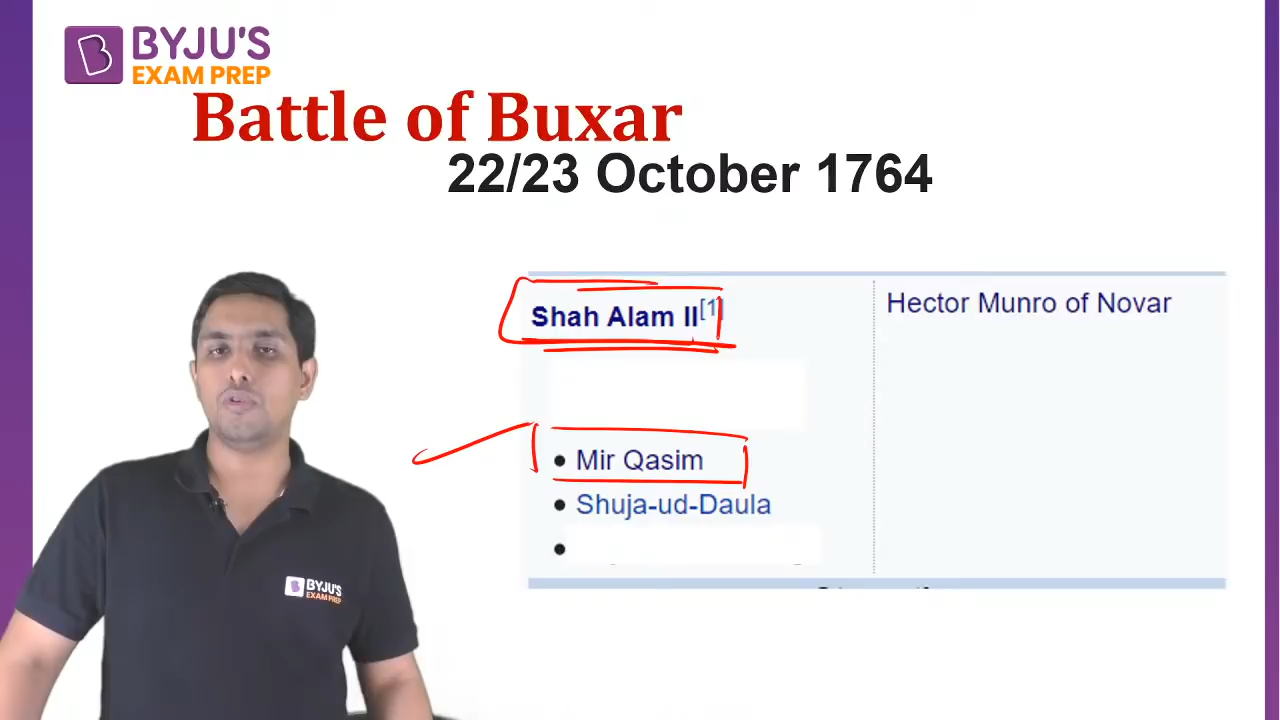 BYJU'S
EXAM PREP
Battle of Buxar
22/23 October 1764
Shah Alam II[1]
Hector Munro of Novar
• Mir Qasim
• Shuja-ud-Daula
•
BYJU'S
EXAM PREP